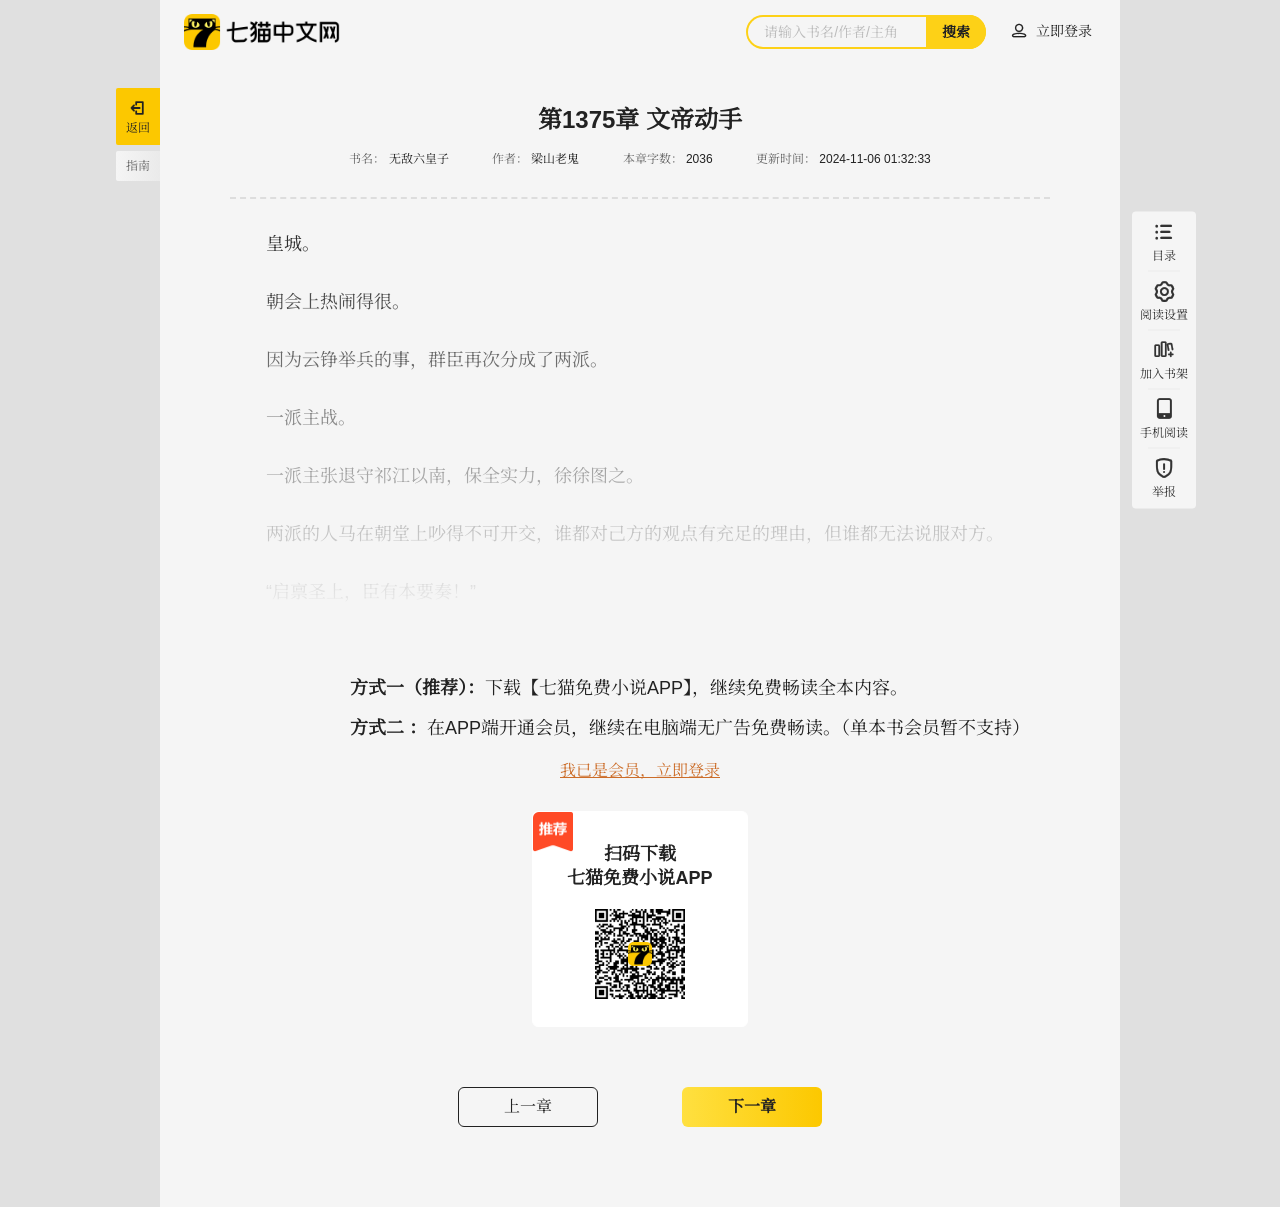 七猫中文网
请输入书名/作者/主角
搜索
立即登录
返回
指南
第1375章 文帝动手
书名： 无敌六皇子 作者： 梁山老鬼 本章字数： 2036 更新时间： 2024-11-06 01:32:33
皇城。
朝会上热闹得很。
因为云铮举兵的事，群臣再次分成了两派。
一派主战。
一派主张退守祁江以南，保全实力，徐徐图之。
两派的人马在朝堂上吵得不可开交，谁都对己方的观点有充足的理由，但谁都无法说服对方。
“启禀圣上，臣有本要奏！”
目录
阅读设置
加入书架
手机阅读
举报
方式一（推荐）：下载【七猫免费小说APP】，继续免费畅读全本内容。
方式二 ：在APP端开通会员，继续在电脑端无广告免费畅读。（单本书会员暂不支持）
我已是会员，立即登录
推荐
扫码下载
七猫免费小说APP
上一章
下一章